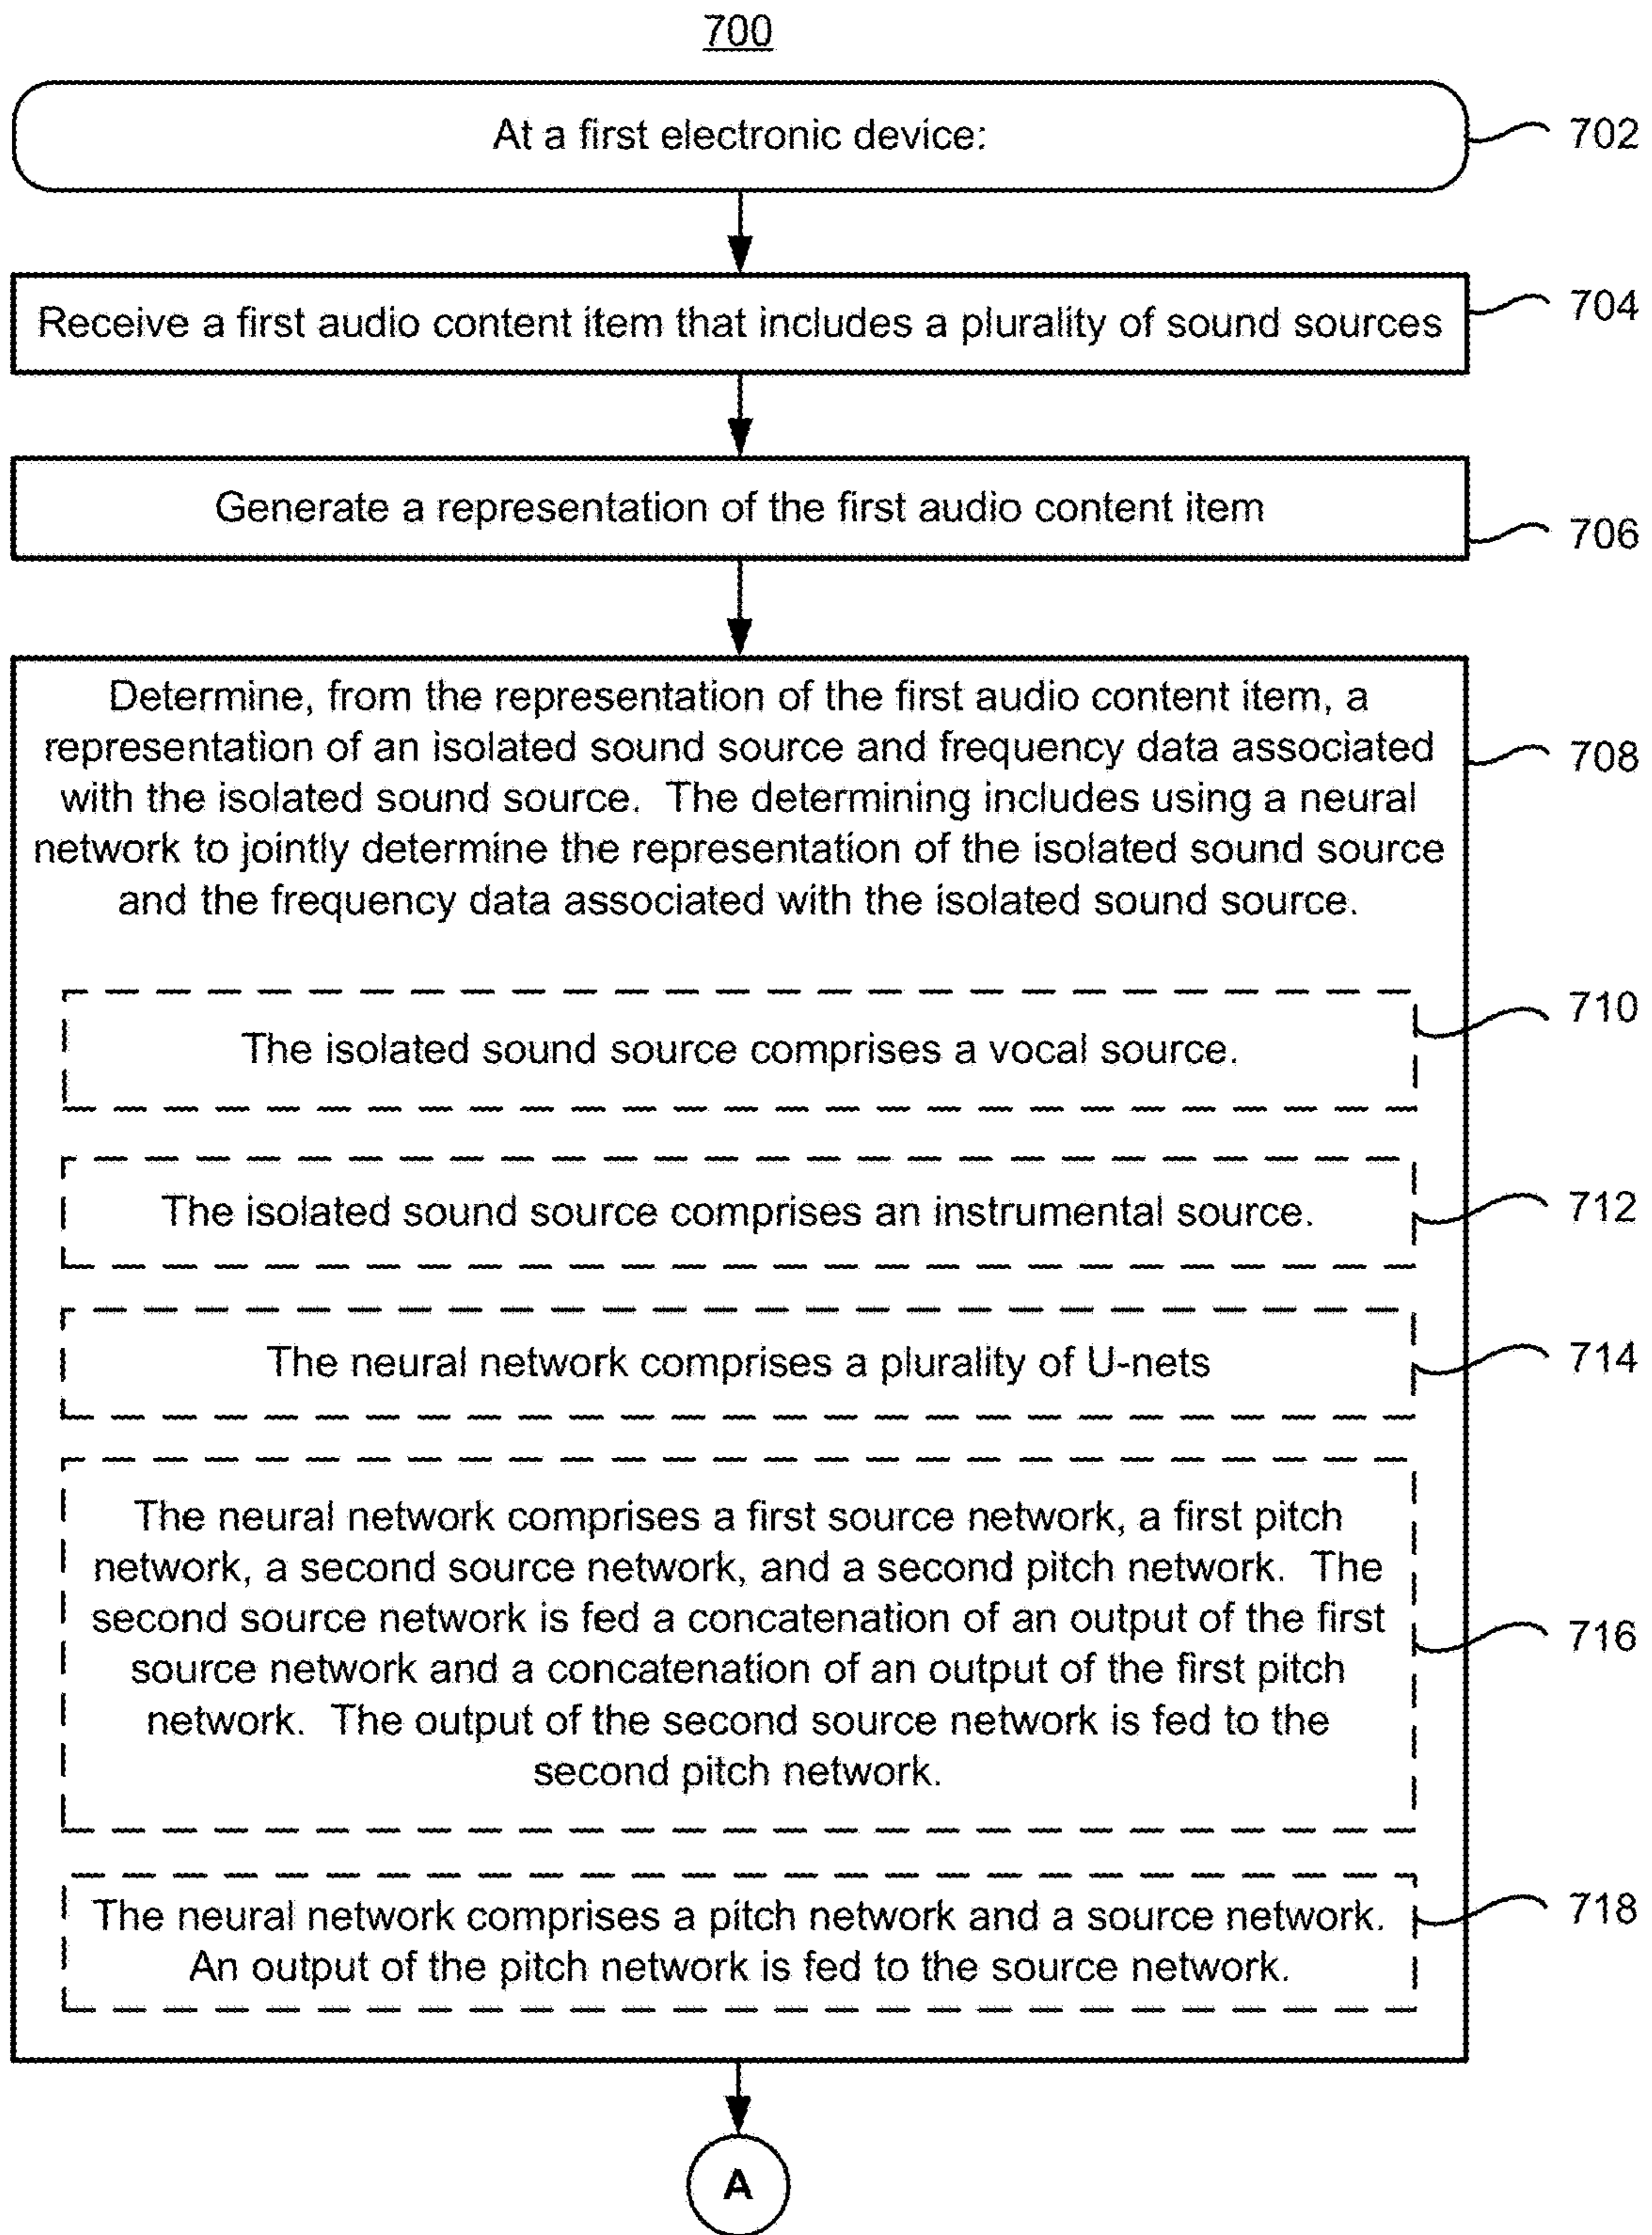 700
At a first electronic device:
702
Receive a first audio content item that includes a plurality of sound sources
704
Generate a representation of the first audio content item
706
Determine, from the representation of the first audio content item, a
representation of an isolated sound source and frequency data associated
with the isolated sound source. The determining includes using a neural
network to jointly determine the representation of the isolated sound source
and the frequency data associated with the isolated sound source.
708
The isolated sound source comprises a vocal source.
710
The isolated sound source comprises an instrumental source.
712
The neural network comprises a plurality of U-nets
714
The neural network comprises a first source network, a first pitch
network, a second source network, and a second pitch network. The
second source network is fed a concatenation of an output of the first
source network and a concatenation of an output of the first pitch
network. The output of the second source network is fed to the
second pitch network.
716
The neural network comprises a pitch network and a source network.
An output of the pitch network is fed to the source network.
718
A